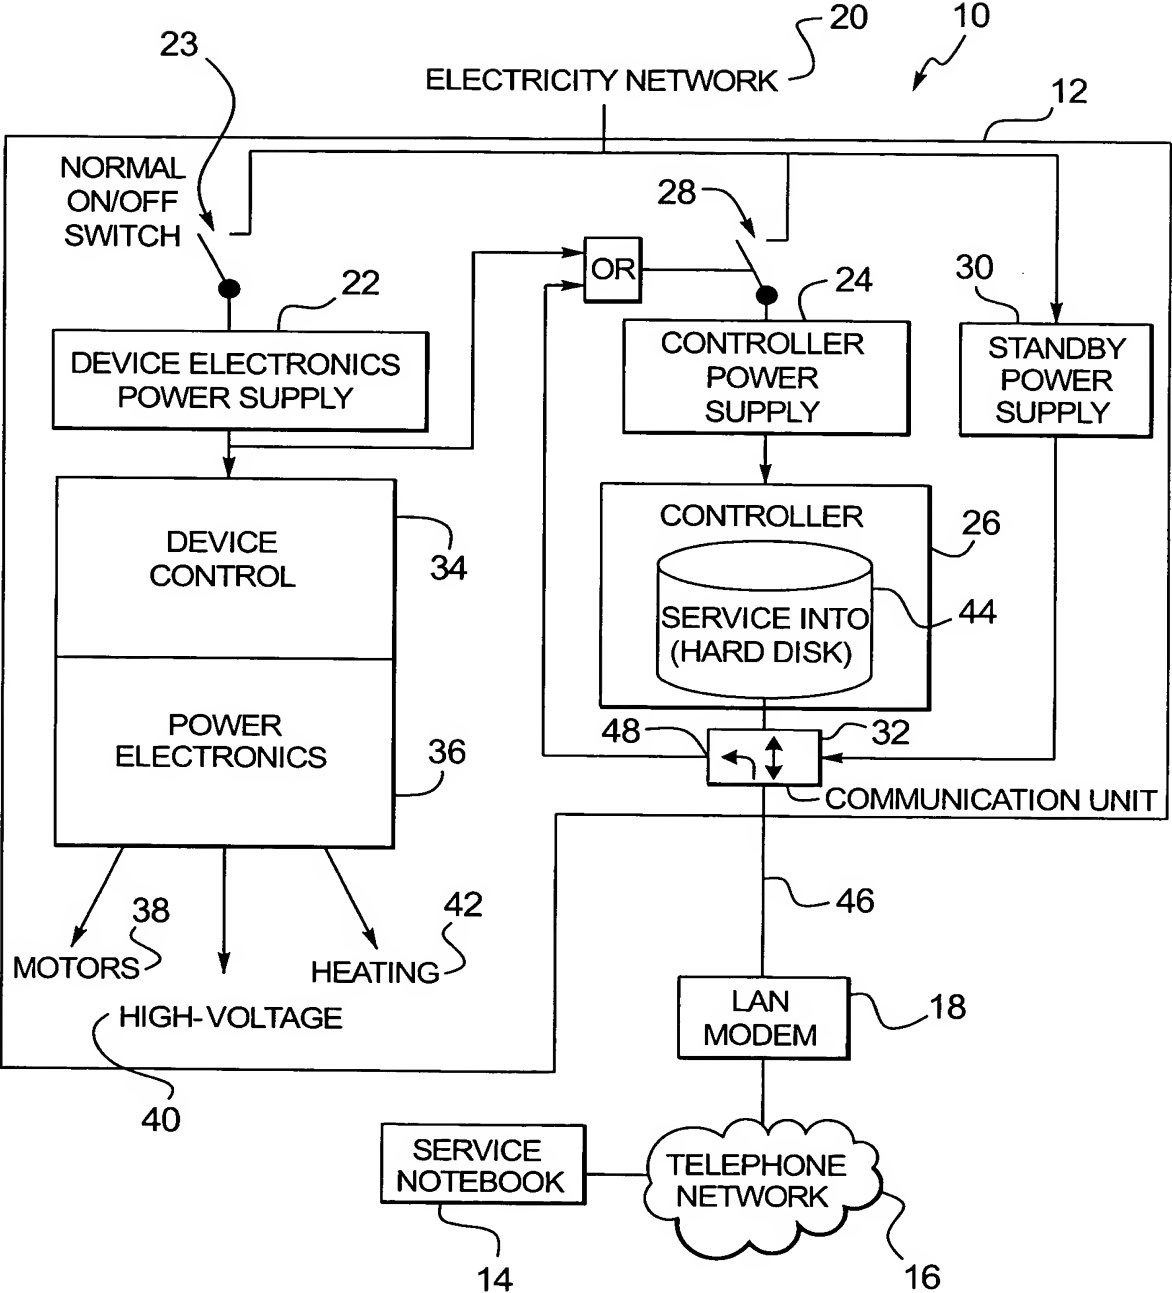 20
10
23
ELECTRICITY NETWORK
12
NORMAL
ON/OFF
SWITCH
28
OR
22
24
30
DEVICE ELECTRONICS
POWER SUPPLY
CONTROLLER
POWER
SUPPLY
STANDBY
POWER
SUPPLY
CONTROLLER
26
DEVICE
CONTROL
34
44
SERVICE INTO
(HARD DISK)
POWER
ELECTRONICS
36
48
32
COMMUNICATION UNIT
38
42
46
MOTORS
HEATING
HIGH-VOLTAGE
40
LAN
MODEM
18
SERVICE
NOTEBOOK
TELEPHONE
NETWORK
14
16